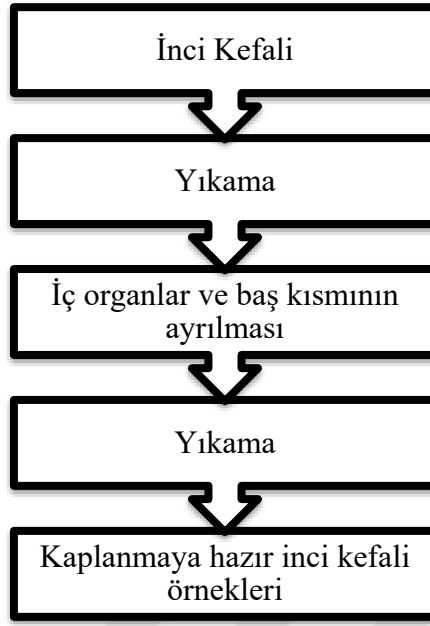 İnci Kefali
Yıkama
İç organlar ve baş kısmının
ayrılması
Yıkama
Kaplanmaya hazır inci kefali
örnekleri